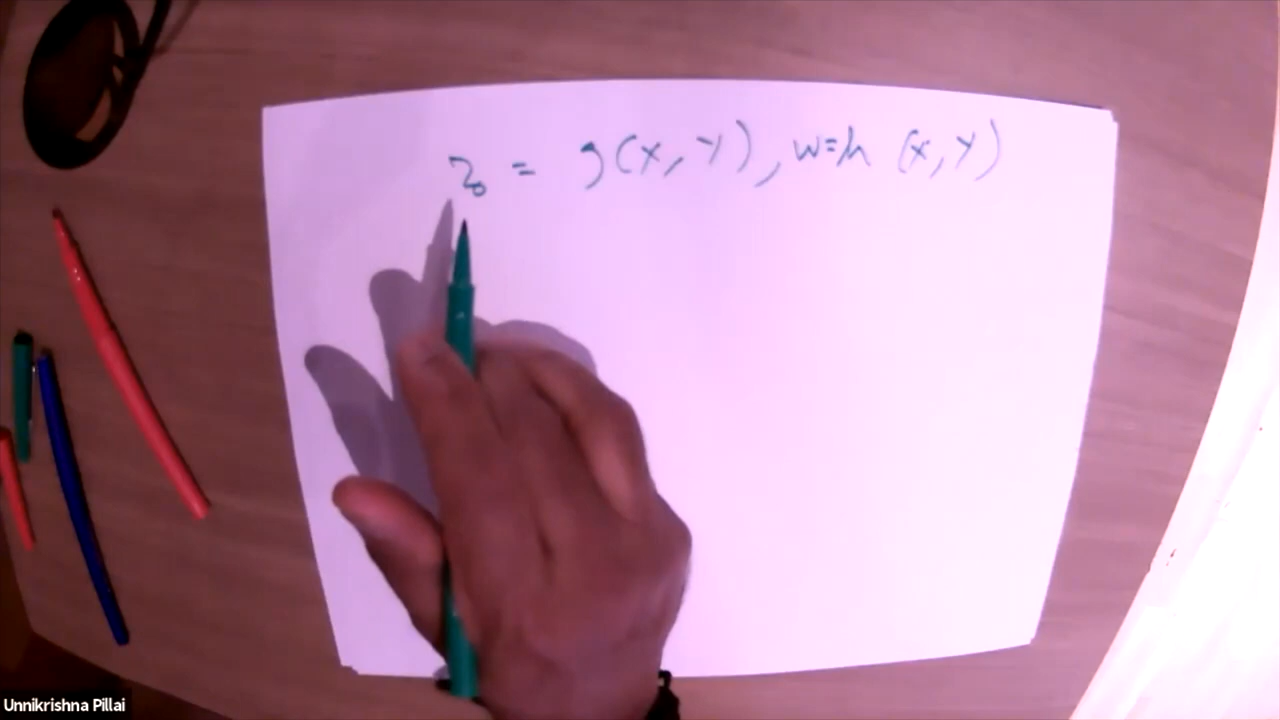 z = g(x, y), w = h (x, y)
Unnikrishna Pillai